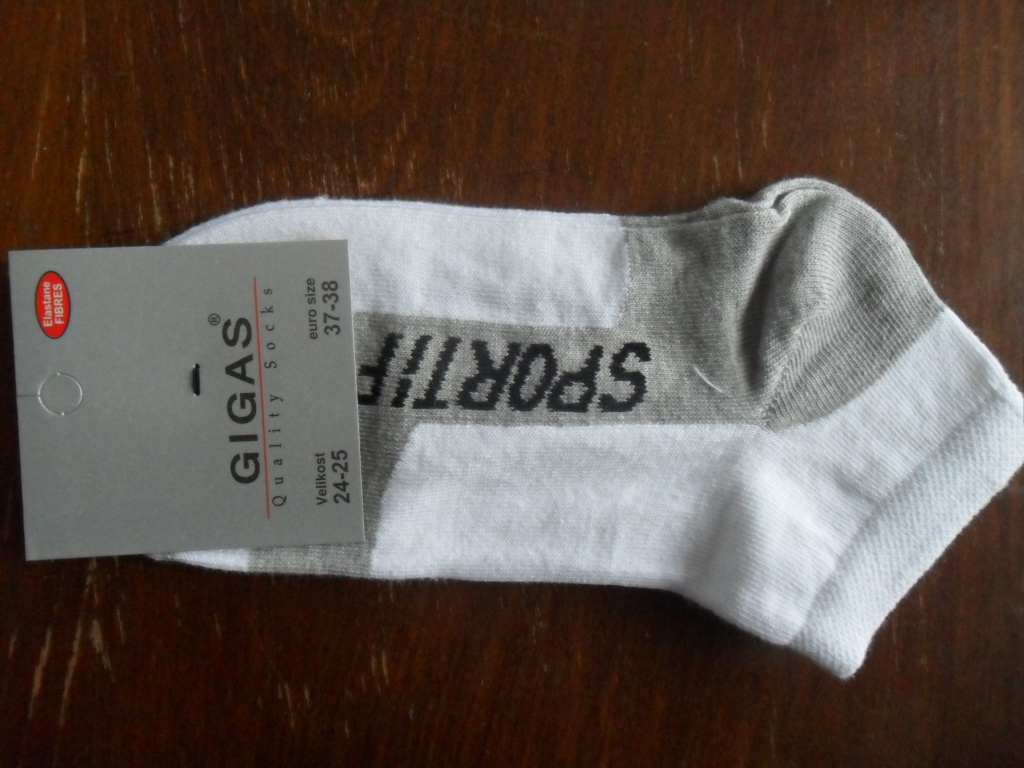 Elastane
FIBRES
GIGAS®
Quality Socks
Velikost
24-25
euro size
37-38
SPORTIF